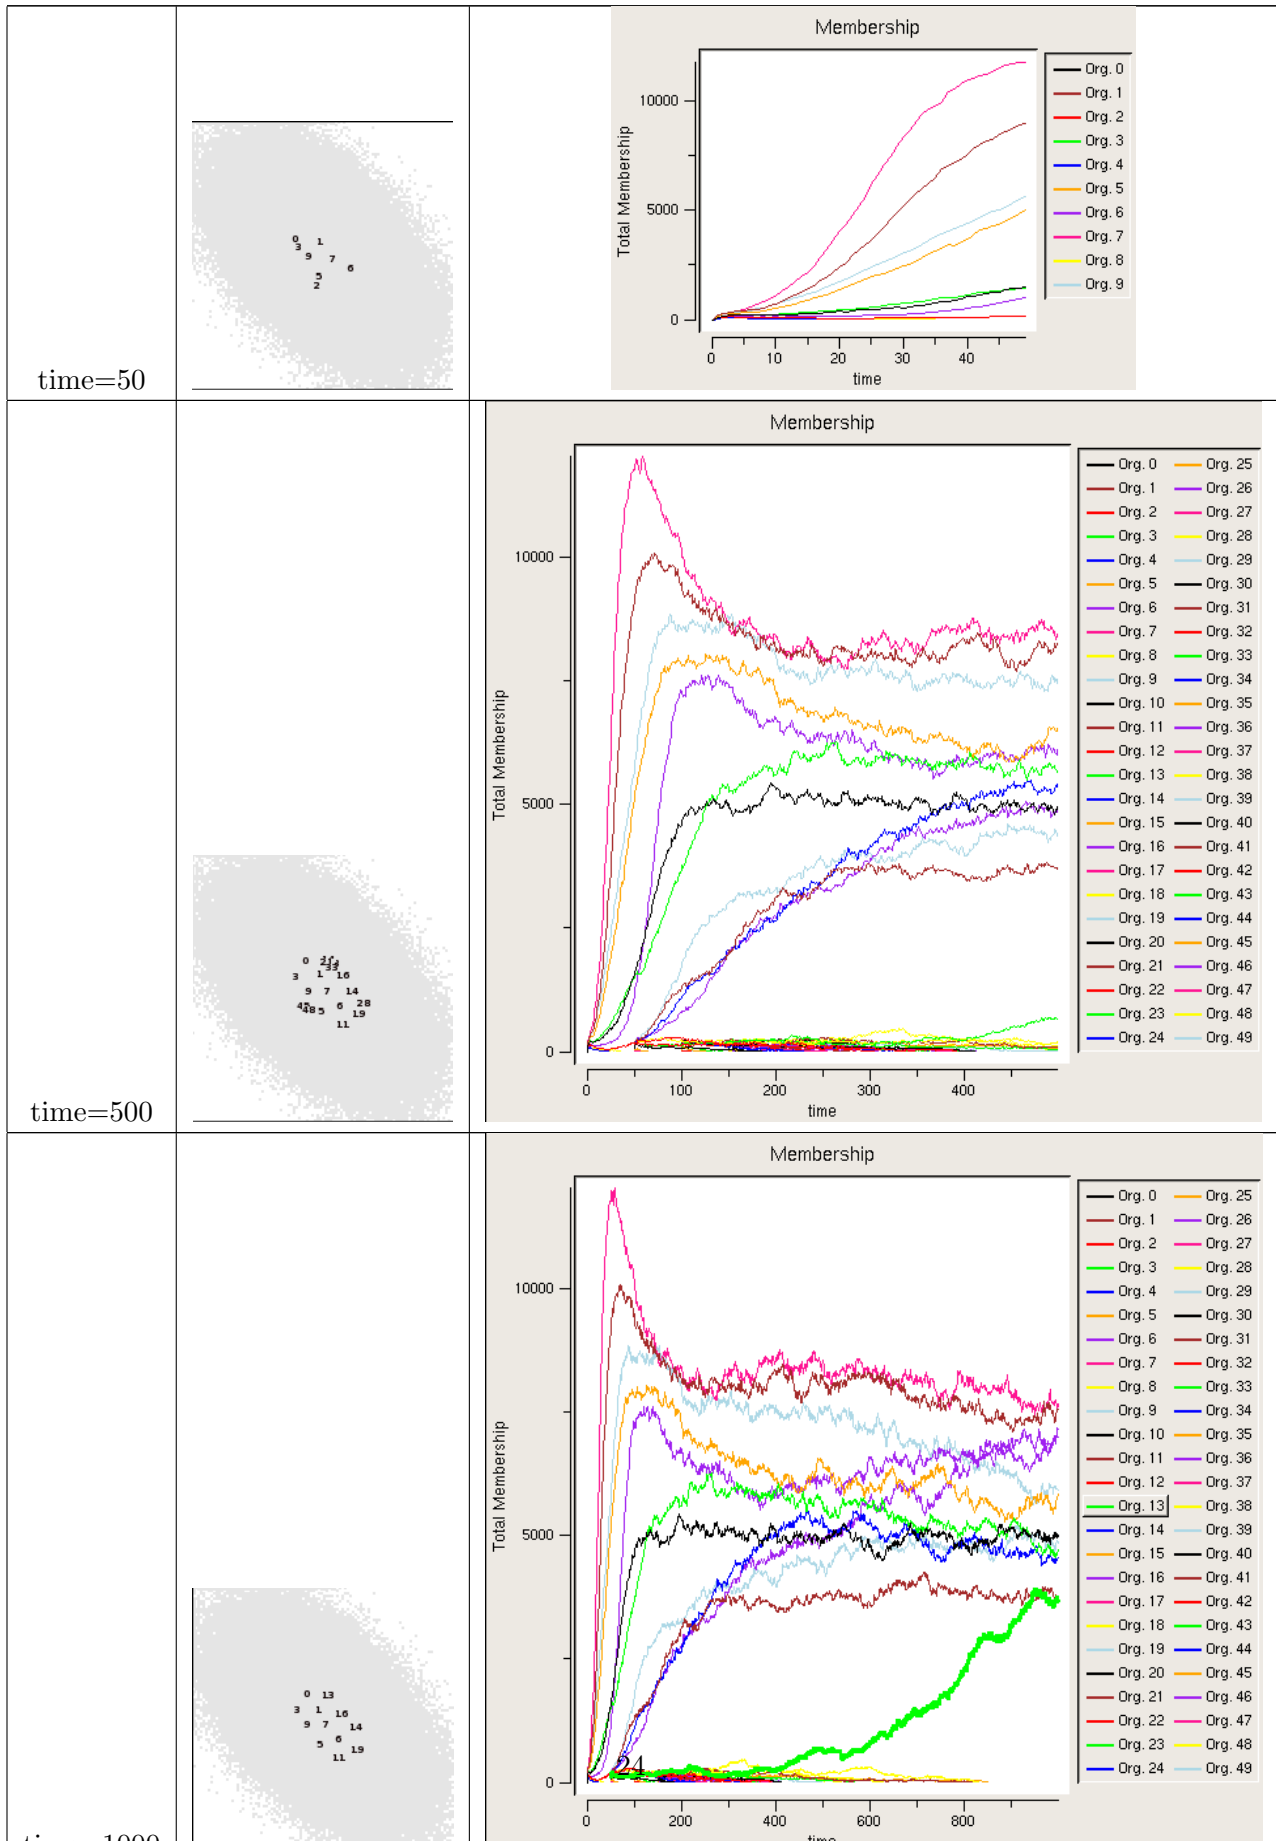 Membership
10000
5000
0
Total Membership
0 10 20 30 40
time
Org. 0
Org. 1
Org. 2
Org. 3
Org. 4
Org. 5
Org. 6
Org. 7
Org. 8
Org. 9
0
3
1
9
7
6
5
2
time=50
Membership
10000
5000
0
Total Membership
0 100 200 300 400
time
Org. 0 Org. 25
Org. 1 Org. 26
Org. 2 Org. 27
Org. 3 Org. 28
Org. 4 Org. 29
Org. 5 Org. 30
Org. 6 Org. 31
Org. 7 Org. 32
Org. 8 Org. 33
Org. 9 Org. 34
Org. 10 Org. 35
Org. 11 Org. 36
Org. 12 Org. 37
Org. 13 Org. 38
Org. 14 Org. 39
Org. 15 Org. 40
Org. 16 Org. 41
Org. 17 Org. 42
Org. 18 Org. 43
Org. 19 Org. 44
Org. 20 Org. 45
Org. 21 Org. 46
Org. 22 Org. 47
Org. 23 Org. 48
Org. 24 Org. 49
0
33
3 1 16
9 7 14
48 5 6 28
19
11
time=500
Membership
10000
5000
0
Total Membership
24
0 200 400 600 800
time
Org. 0 Org. 25
Org. 1 Org. 26
Org. 2 Org. 27
Org. 3 Org. 28
Org. 4 Org. 29
Org. 5 Org. 30
Org. 6 Org. 31
Org. 7 Org. 32
Org. 8 Org. 33
Org. 9 Org. 34
Org. 10 Org. 35
Org. 11 Org. 36
Org. 12 Org. 37
Org. 13 Org. 38
Org. 14 Org. 39
Org. 15 Org. 40
Org. 16 Org. 41
Org. 17 Org. 42
Org. 18 Org. 43
Org. 19 Org. 44
Org. 20 Org. 45
Org. 21 Org. 46
Org. 22 Org. 47
Org. 23 Org. 48
Org. 24 Org. 49
0 13
3 1 16
9 7 14
5 6
19
11
time=1000